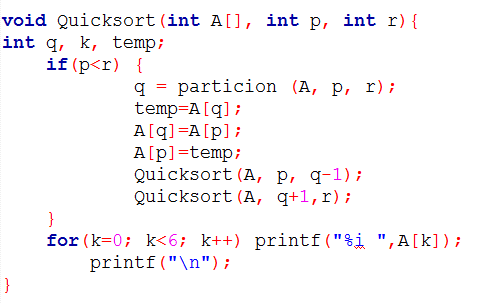 void Quicksort(int A[], int p, int r){
int q, k, temp;
    if(p<r) {
            q = particion (A, p, r);
            temp=A[q];
            A[q]=A[p];
            A[p]=temp;
            Quicksort(A, p, q-1);
            Quicksort(A, q+1,r);
    }
    for(k=0; k<6; k++) printf("%i ",A[k]);
        printf("\n");
}